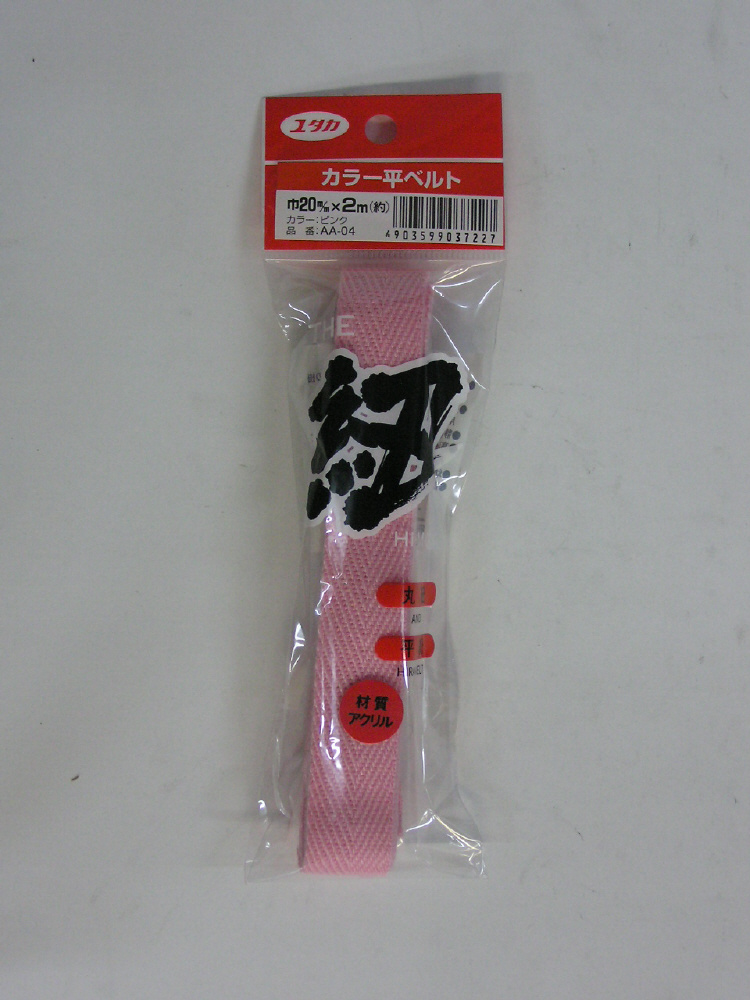 ユタカ
カラー平ベルト
巾20m/m×2m(約)
カラー:ピンク
品 番:AA-04
4903599037227
THE
紐
丸
AND
平
材質
アクリル